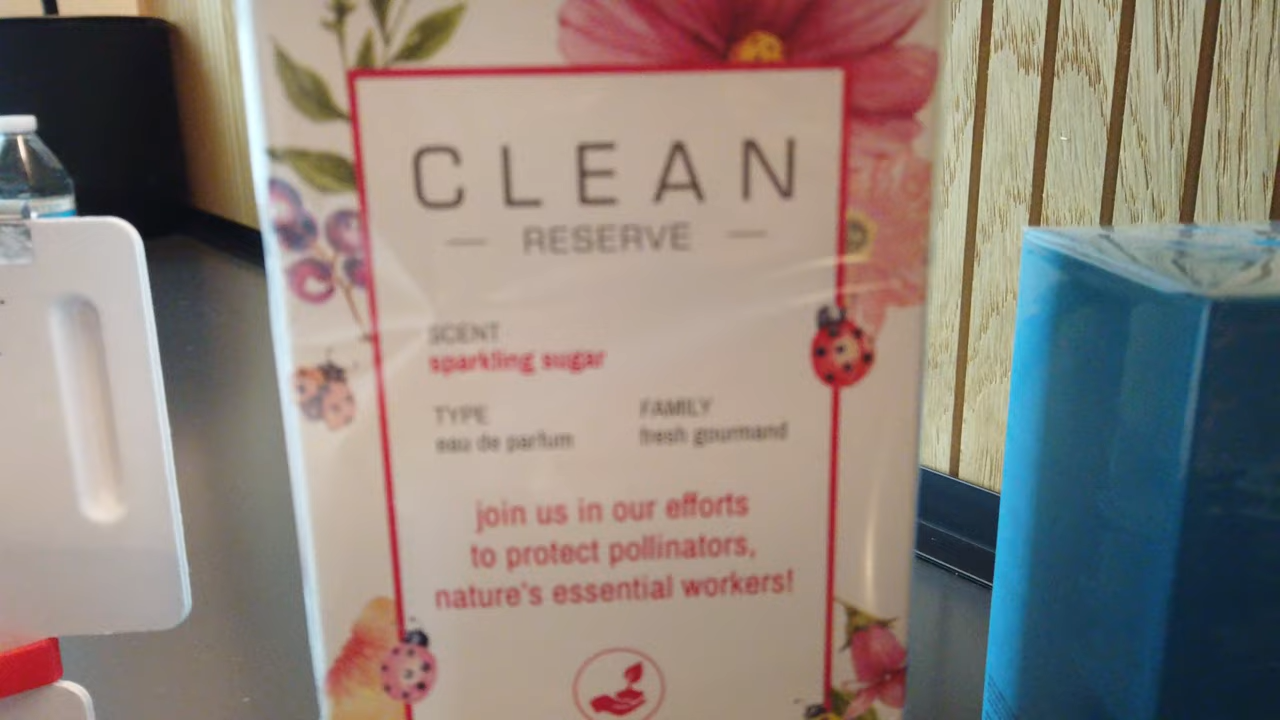 CLEAN
RESERVE
SCENT
sparkling sugar
TYPE
eau de parfum
FAMILY
fresh gourmand
join us in our efforts
to protect pollinators,
nature's essential workers!